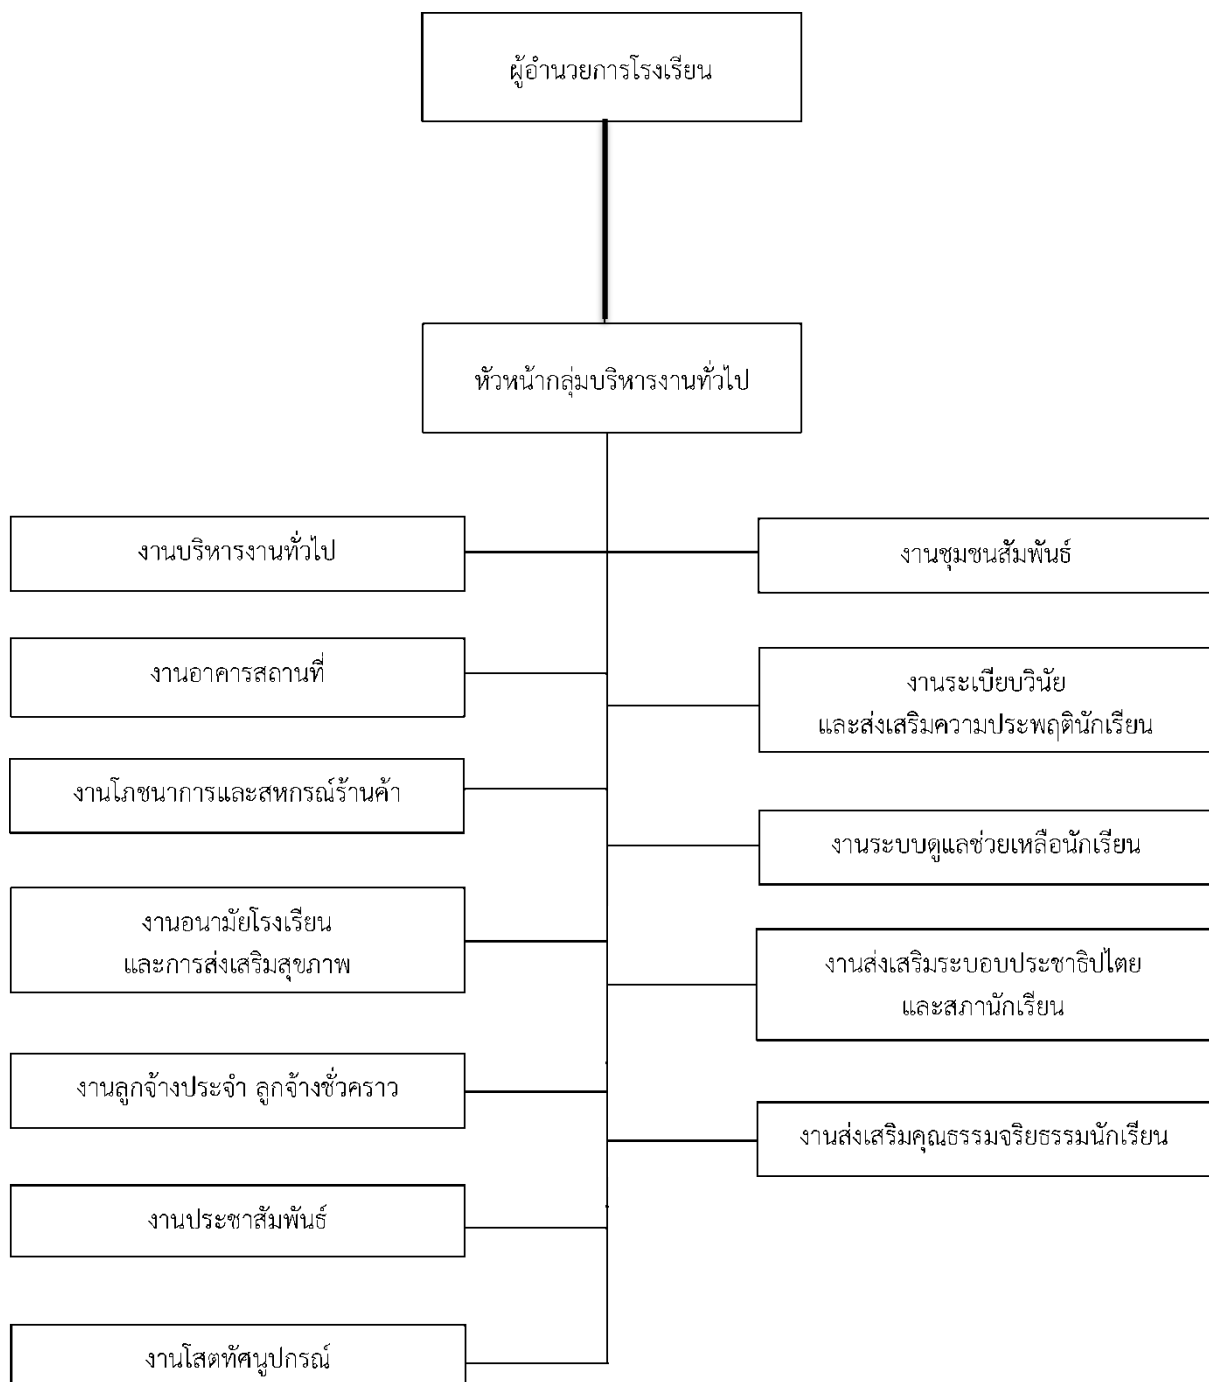 ผู้อำนวยการโรงเรียน
หัวหน้ากลุ่มบริหารงานทั่วไป
งานบริหารงานทั่วไป
งานชุมชนสัมพันธ์
งานอาคารสถานที่
งานระเบียบวินัย
และส่งเสริมความประพฤตินักเรียน
งานโภชนาการและสหกรณ์ร้านค้า
งานระบบดูแลช่วยเหลือนักเรียน
งานอนามัยโรงเรียน
และการส่งเสริมสุขภาพ
งานส่งเสริมระบอบประชาธิปไตย
และสภานักเรียน
งานลูกจ้างประจำ ลูกจ้างชั่วคราว
งานส่งเสริมคุณธรรมจริยธรรมนักเรียน
งานประชาสัมพันธ์
งานโสตทัศนูปกรณ์